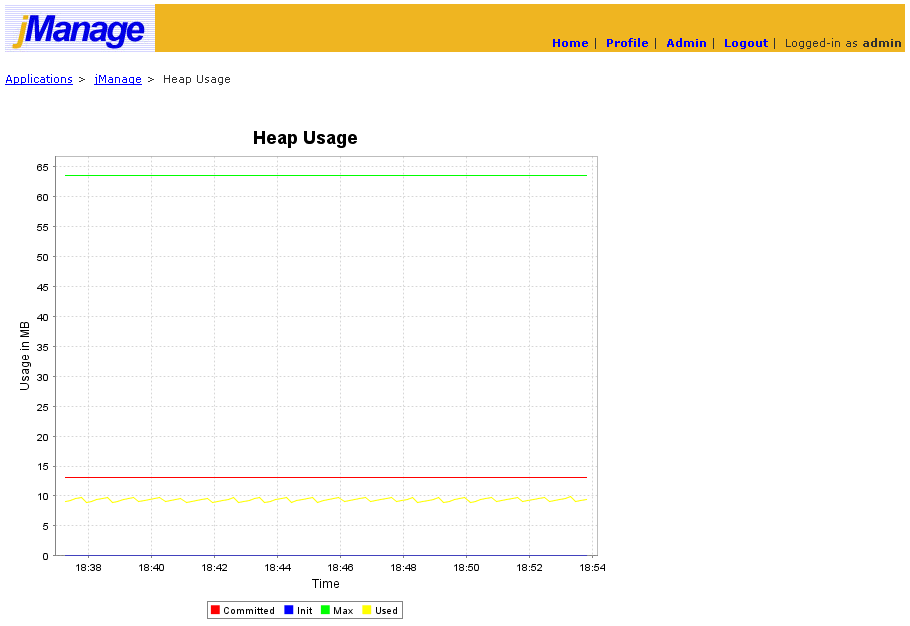 jManage
Home | Profile | Admin | Logout | Logged-in as admin
Applications > jManage > Heap Usage
Heap Usage
65
60
55
50
45
40
35
30
25
20
15
10
5
0
Usage in MB
18:38 18:40 18:42 18:44 18:46 18:48 18:50 18:52 18:54
Time
Committed Init Max Used